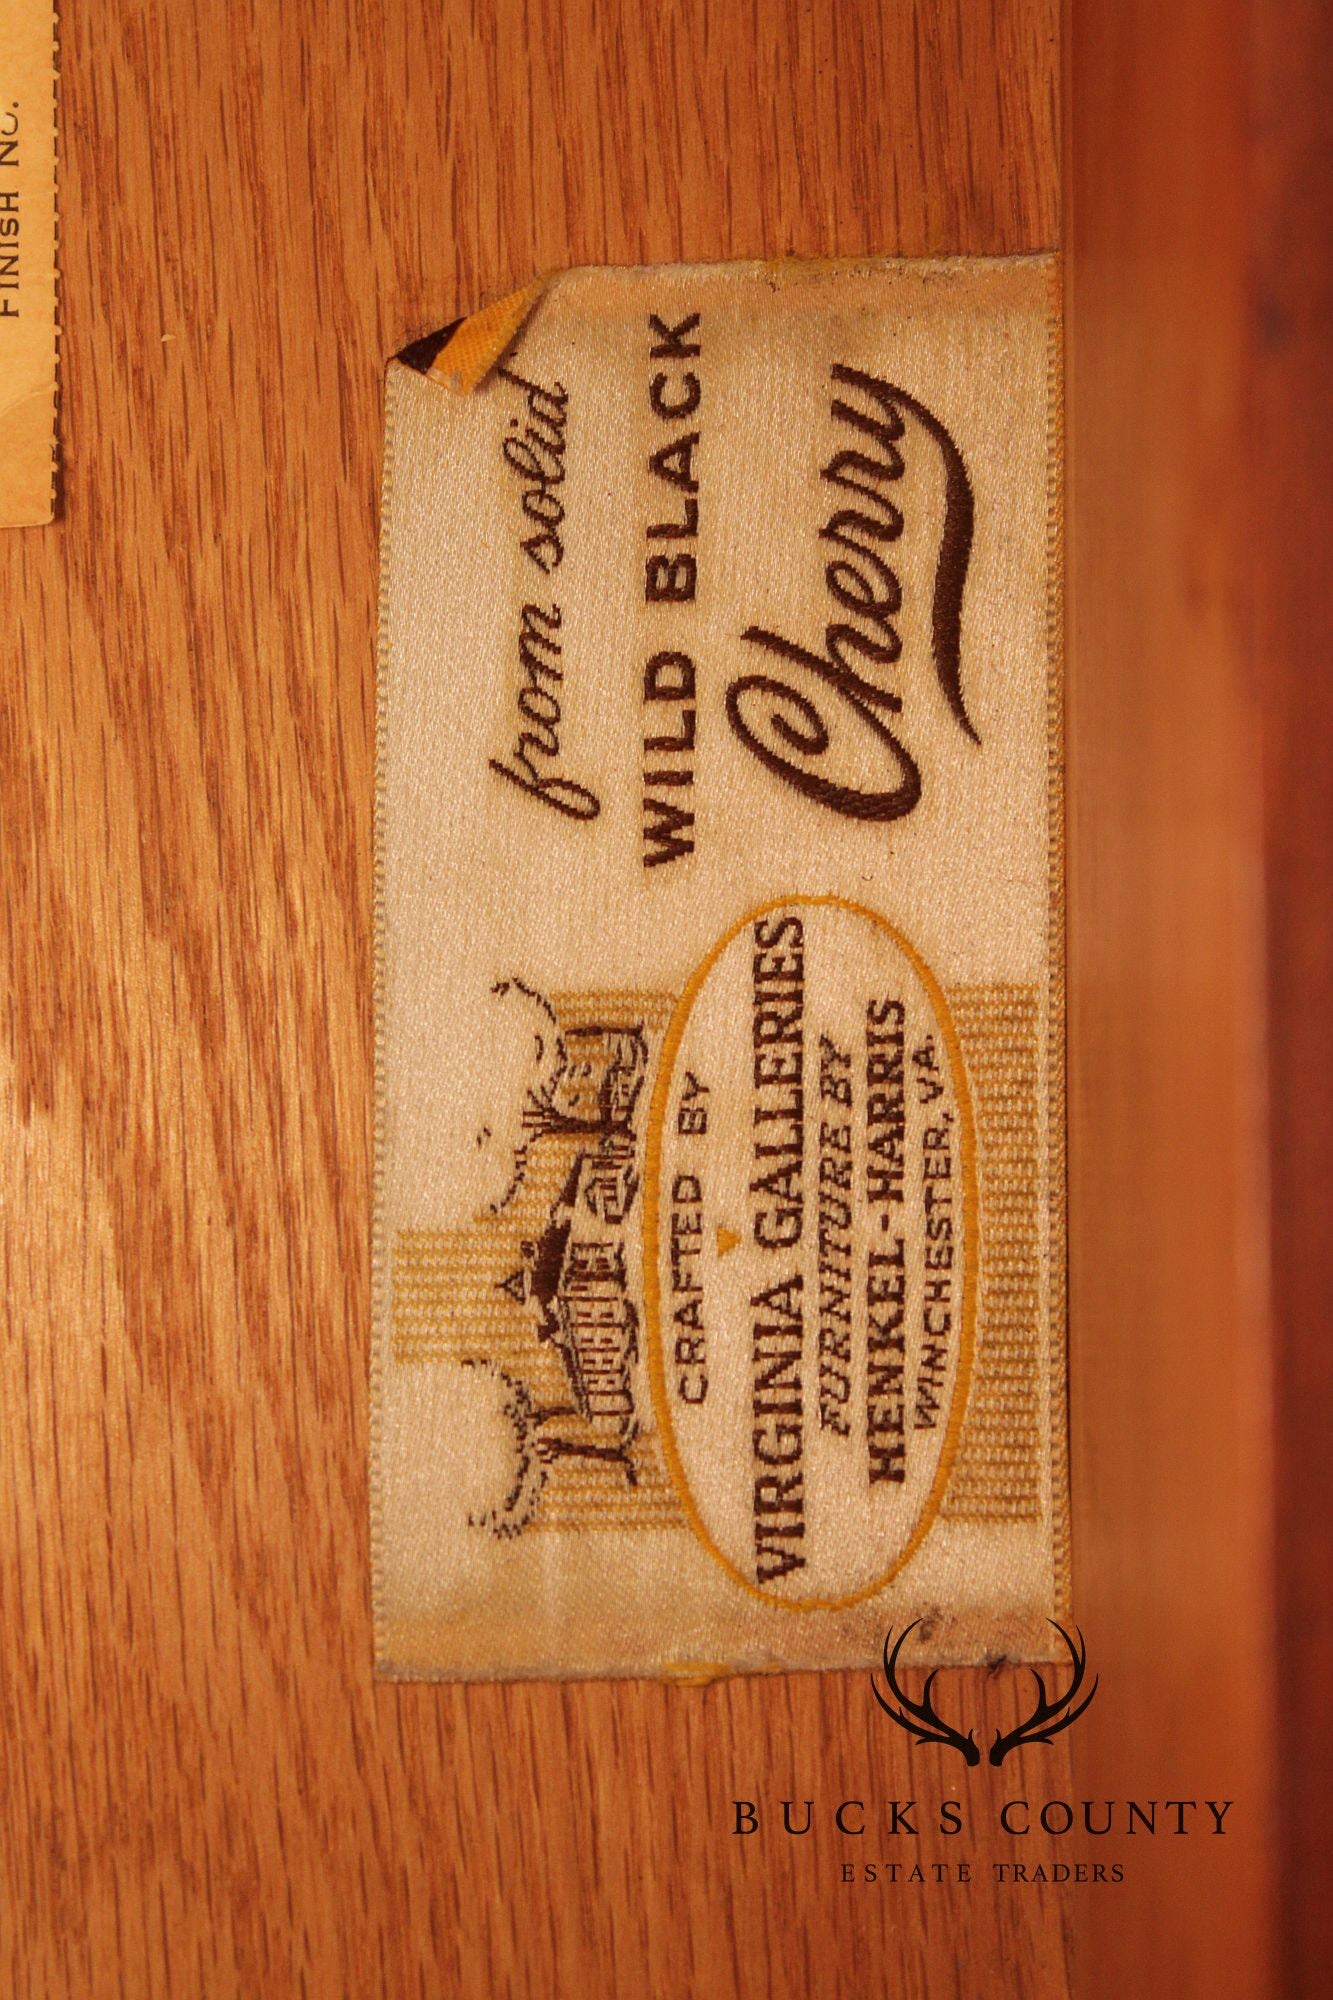 FINISH NO.
from solid
WILD BLACK
Cherry
CRAFTED BY
VIRGINIA GALLERIES
FURNITURE BY
HENKEL-HARRIS
WINCHESTER, VA.
BUCKS COUNTY
ESTATE TRADERS